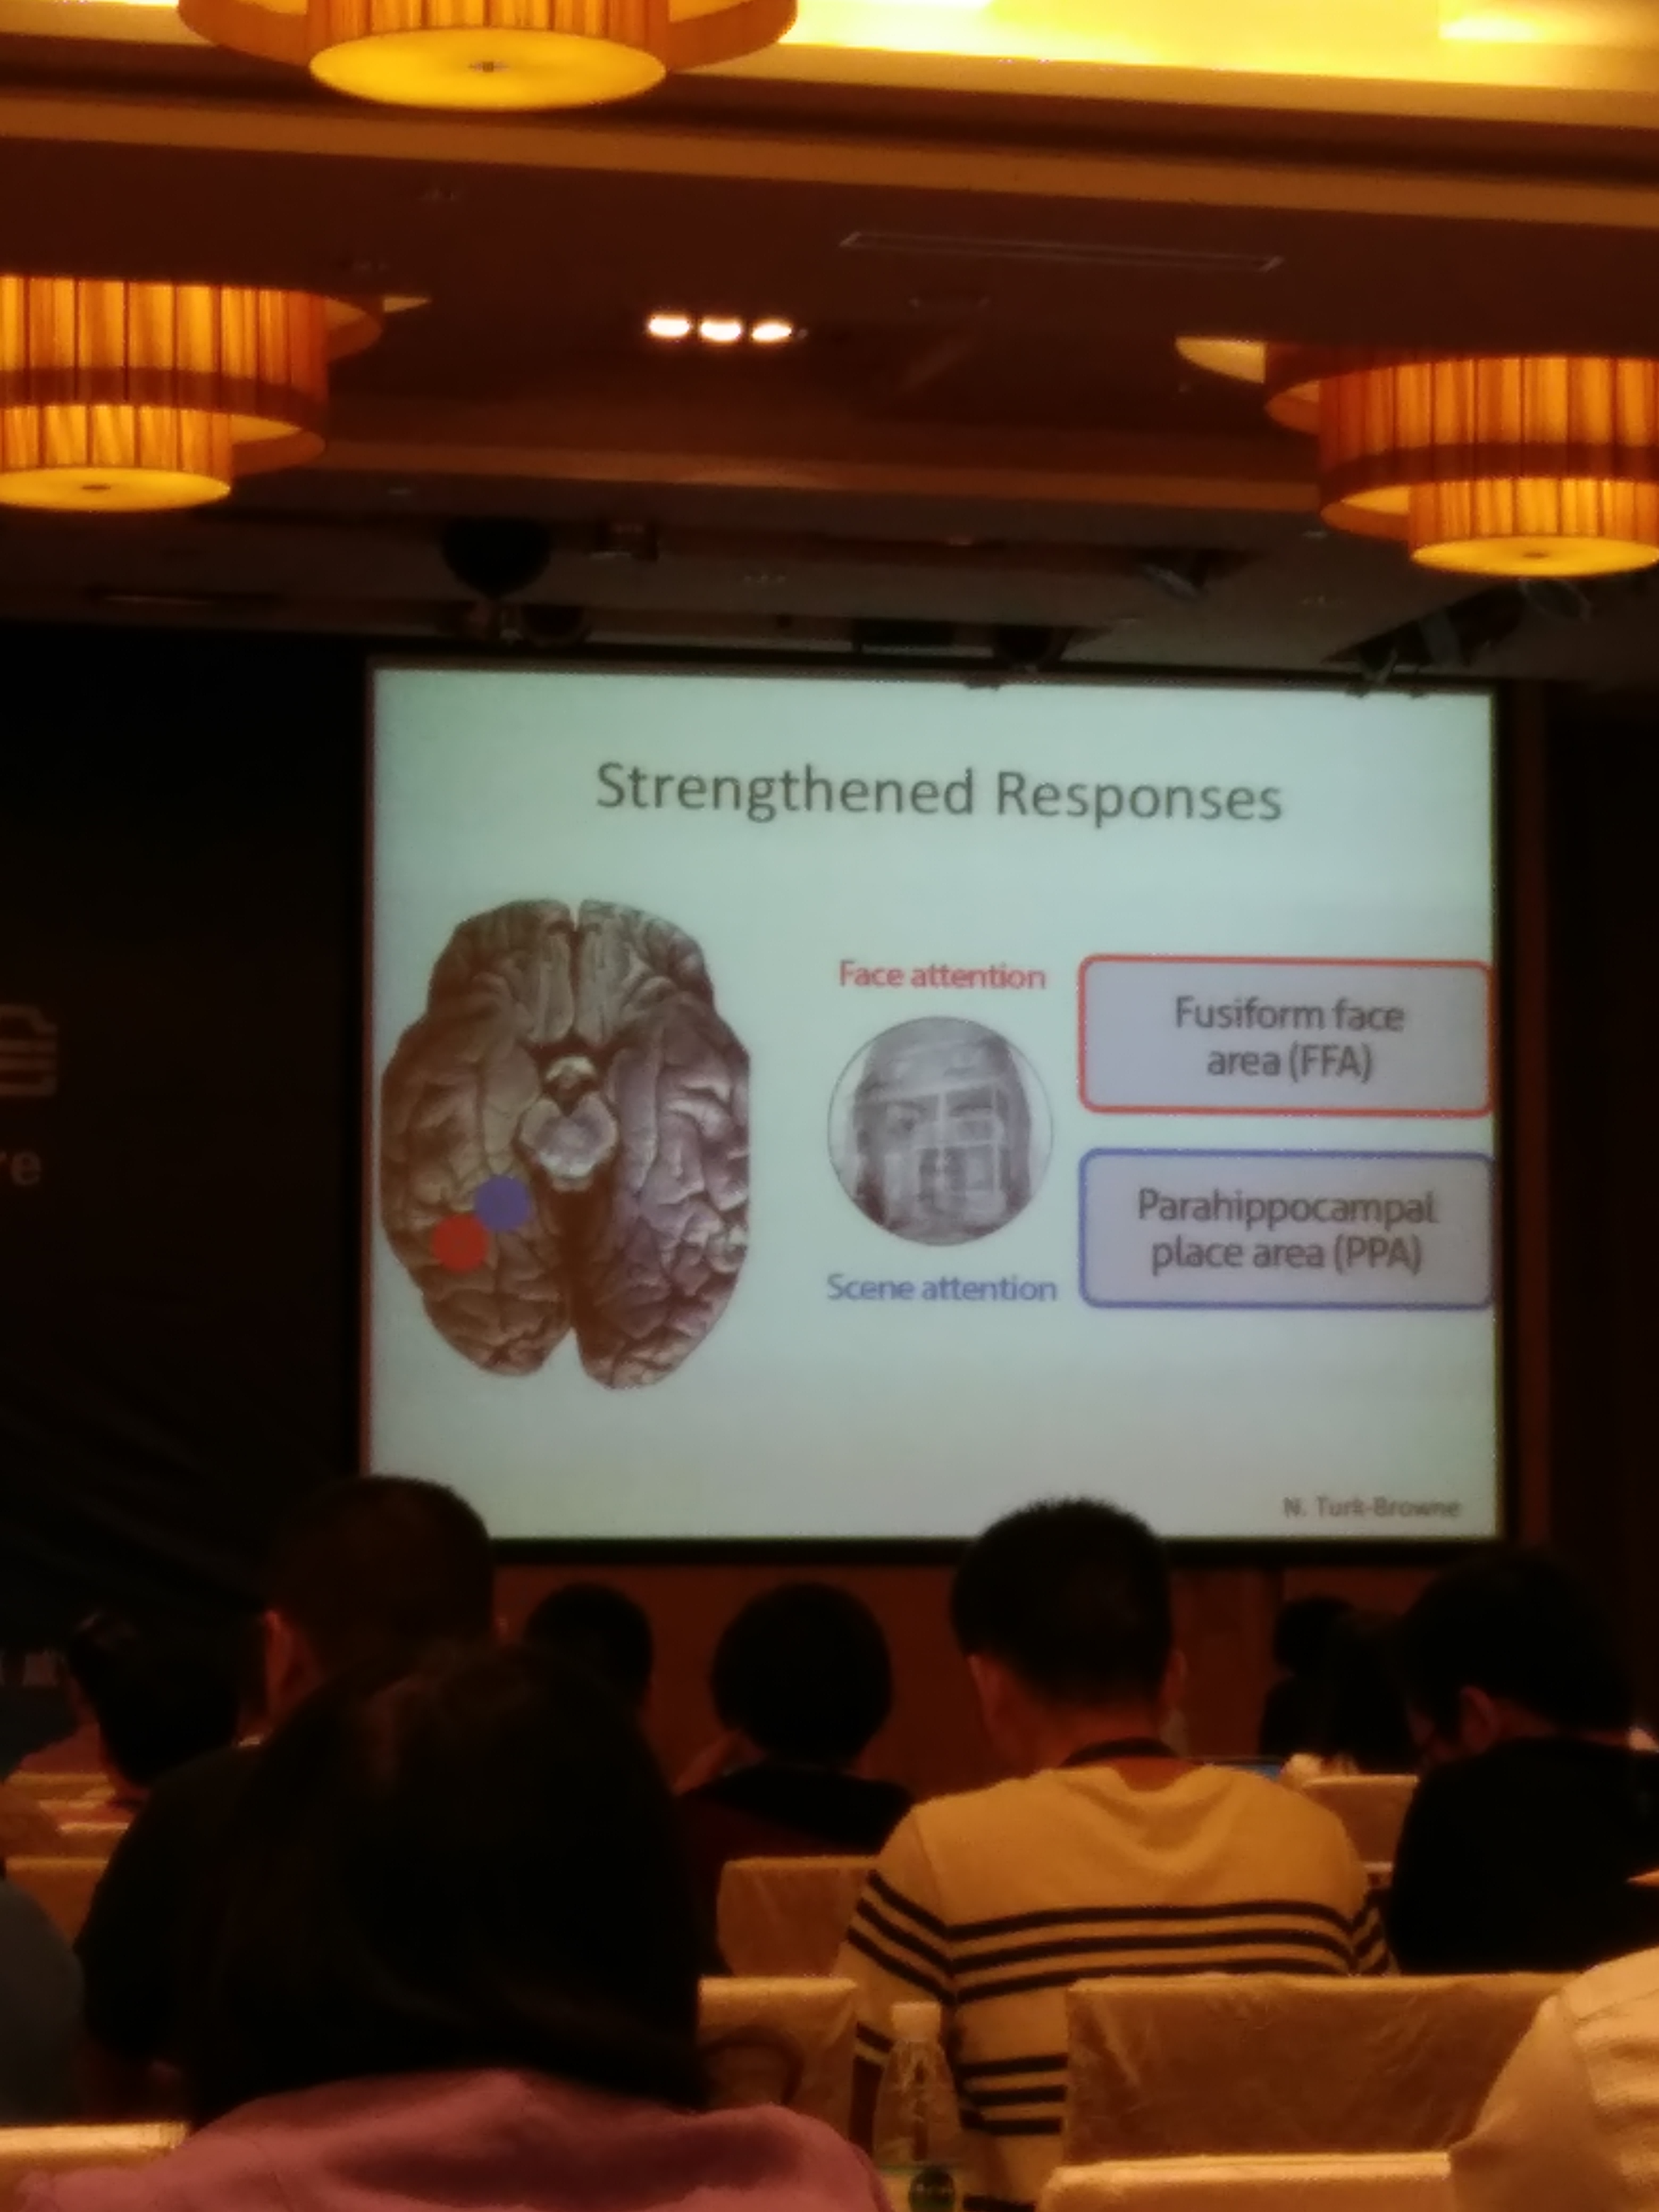 Strengthened Responses
Face attention
Fusiform face
area (FFA)
Parahippocampal
place area (PPA)
Scene attention
N. Turk-Browne
re